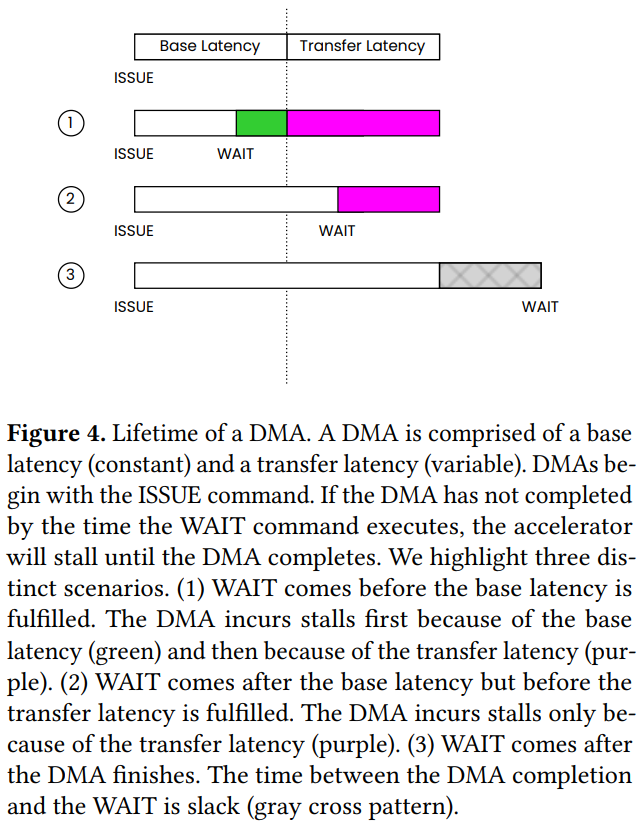 Base Latency Transfer Latency
ISSUE
1
ISSUE WAIT
2
ISSUE WAIT
3
ISSUE WAIT
Figure 4. Lifetime of a DMA. A DMA is comprised of a base
latency (constant) and a transfer latency (variable). DMAs be-
gin with the ISSUE command. If the DMA has not completed
by the time the WAIT command executes, the accelerator
will stall until the DMA completes. We highlight three dis-
tinct scenarios. (1) WAIT comes before the base latency is
fulfilled. The DMA incurs stalls first because of the base
latency (green) and then because of the transfer latency (pur-
ple). (2) WAIT comes after the base latency but before the
transfer latency is fulfilled. The DMA incurs stalls only be-
cause of the transfer latency (purple). (3) WAIT comes after
the DMA finishes. The time between the DMA completion
and the WAIT is slack (gray cross pattern).